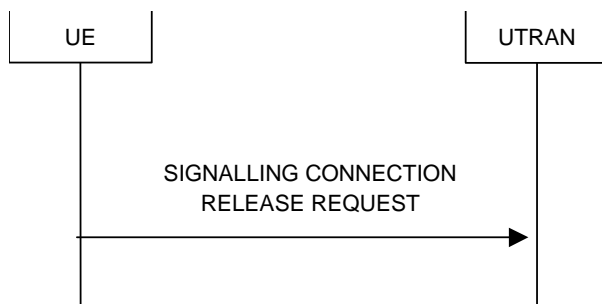 UE
UTRAN
SIGNALLING CONNECTION
RELEASE REQUEST